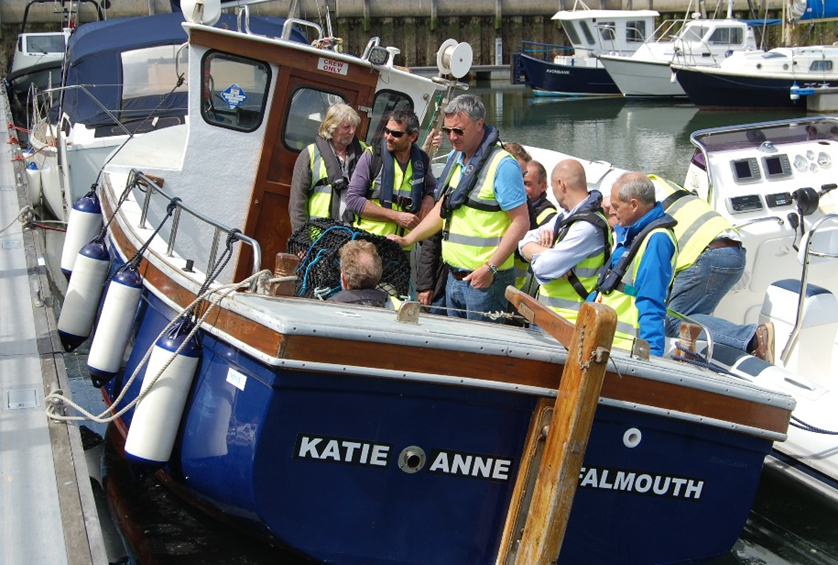 CREW
ONLY
KATIE ANNE
FALMOUTH